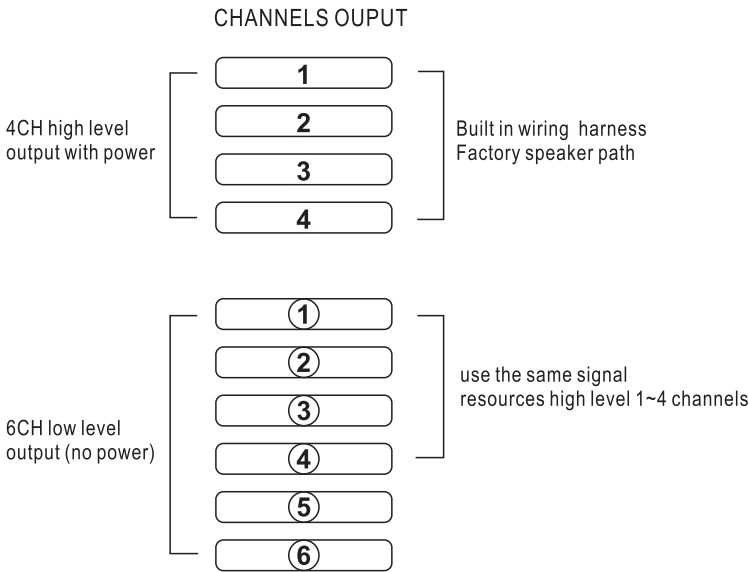 CHANNELS OUPUT
1
2
3
4
4CH high level
output with power
Built in wiring harness
Factory speaker path
①
②
③
④
⑤
⑥
6CH low level
output (no power)
use the same signal
resources high level 1~4 channels